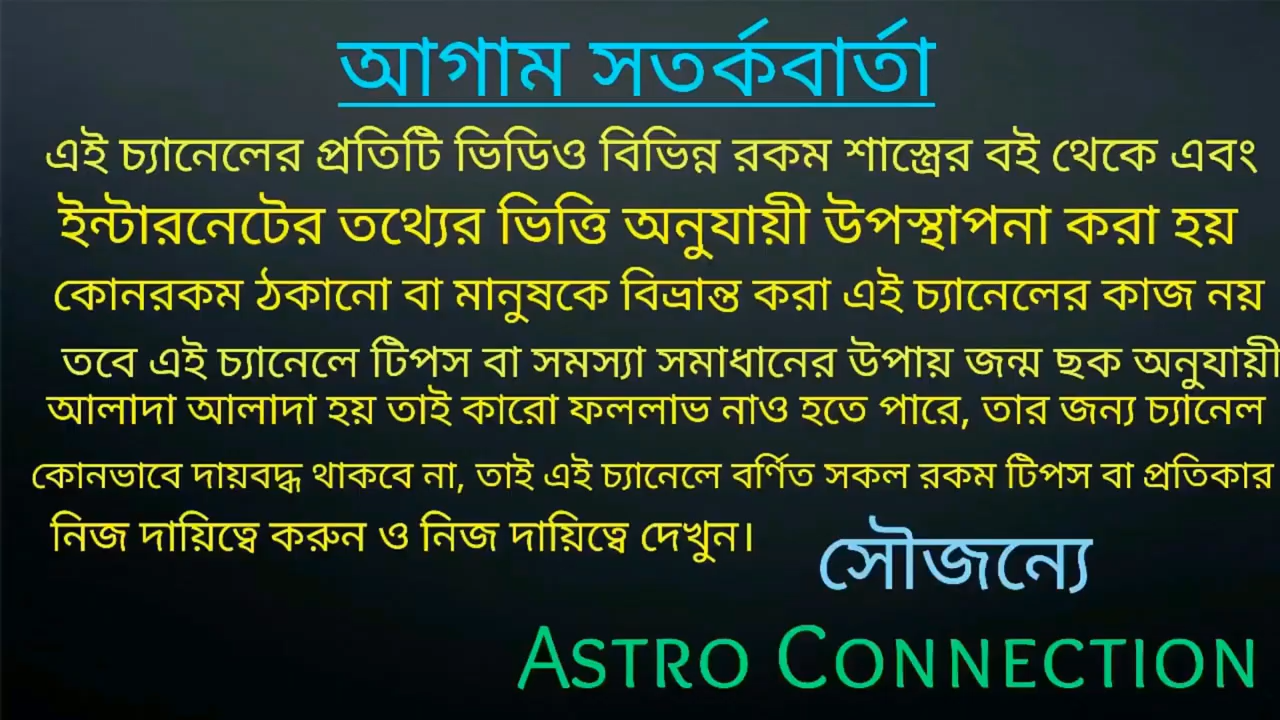 আগাম সতর্কবার্তা
এই চ্যানেলের প্রতিটি ভিডিও বিভিন্ন রকম শাস্ত্রের বই থেকে এবং
ইন্টারনেটের তথ্যের ভিত্তি অনুযায়ী উপস্থাপনা করা হয়
কোনরকম ঠকানো বা মানুষকে বিভ্রান্ত করা এই চ্যানেলের কাজ নয়
তবে এই চ্যানেলে টিপস বা সমস্যা সমাধানের উপায় জন্ম ছক অনুযায়ী
আলাদা আলাদা হয় তাই কারো ফললাভ নাও হতে পারে, তার জন্য চ্যানেল
কোনভাবে দায়বদ্ধ থাকবে না, তাই এই চ্যানেলে বর্ণিত সকল রকম টিপস বা প্রতিকার
নিজ দায়িত্বে করুন ও নিজ দায়িত্বে দেখুন।
সৌজন্যে
ASTRO CONNECTION